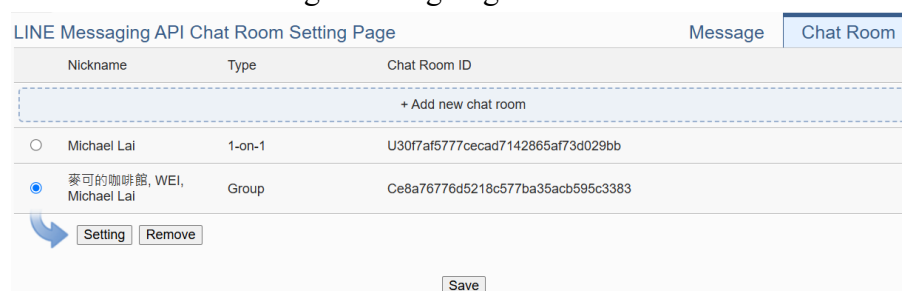 LINE Messaging API Chat Room Setting Page Message Chat Room
Nickname Type Chat Room ID
+ Add new chat room
Michael Lai 1-on-1 U30f7af5777cecad7142865af73d029bb
麥可的咖啡館, WEI,
Michael Lai Group Ce8a76776d5218c577ba35acb595c3383
Setting Remove
Save